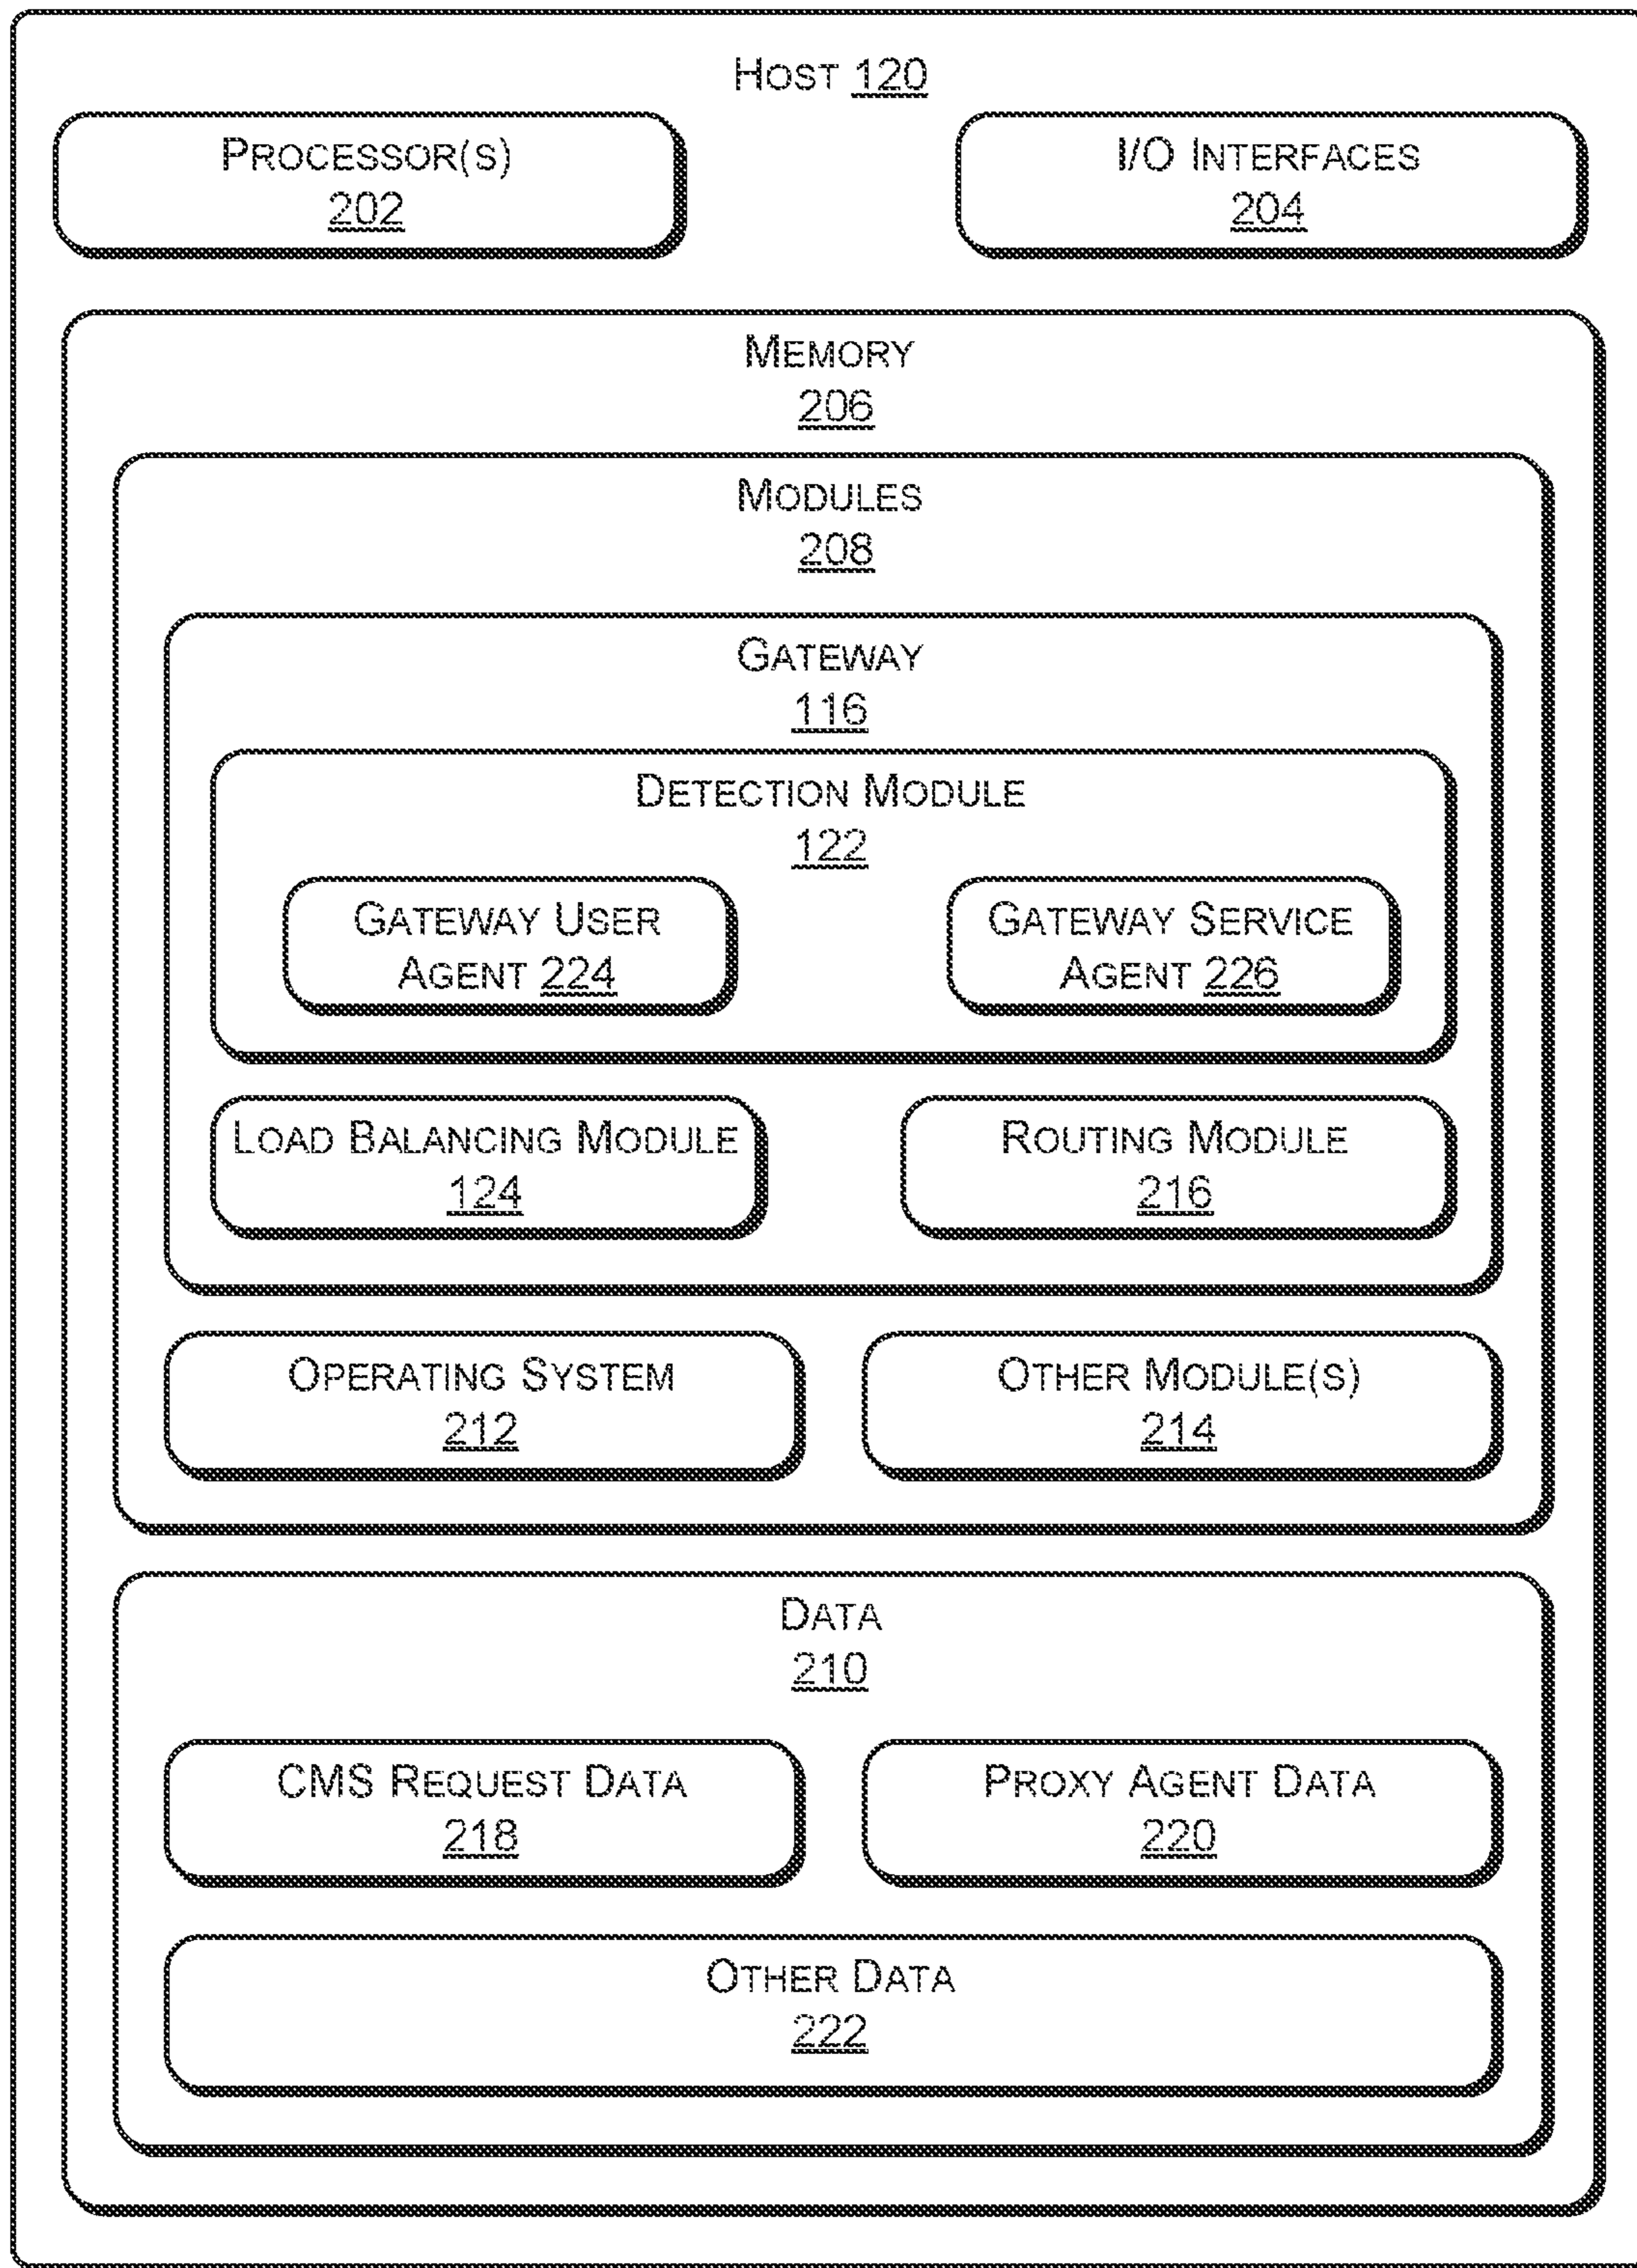 HOST 120
PROCESSOR(S)
202
I/O INTERFACES
204
MEMORY
206
MODULES
208
GATEWAY
116
DETECTION MODULE
122
GATEWAY USER
AGENT 224
GATEWAY SERVICE
AGENT 226
LOAD BALANCING MODULE
124
ROUTING MODULE
216
OPERATING SYSTEM
212
OTHER MODULE(S)
214
DATA
210
CMS REQUEST DATA
218
PROXY AGENT DATA
220
OTHER DATA
222